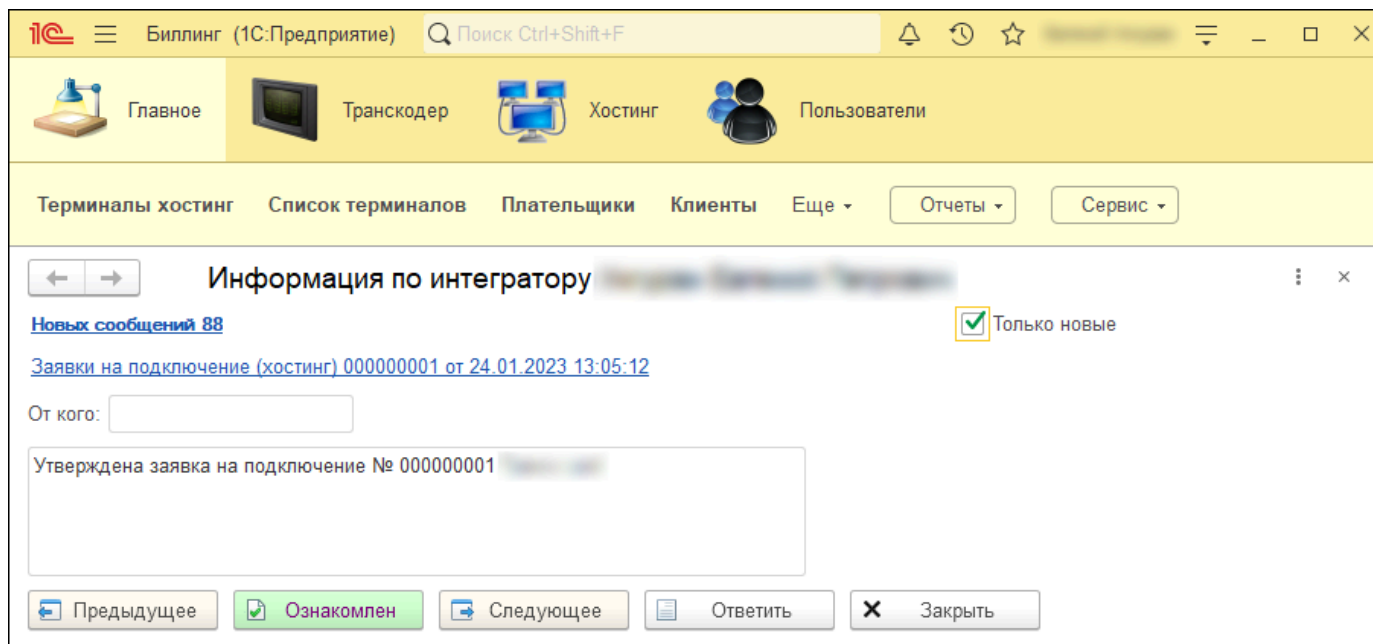 1С Биллинг (1С:Предприятие) Поиск Ctrl+Shift+F
Главное Транскодер Хостинг Пользователи
Терминалы хостинг Список терминалов Плательщики Клиенты Еще Отчеты Сервис
Информация по интегратору
Новых сообщений 88 Только новые
Заявки на подключение (хостинг) 000000001 от 24.01.2023 13:05:12
От кого:
Утверждена заявка на подключение № 000000001
Предыдущее Ознакомлен Следующее Ответить Закрыть